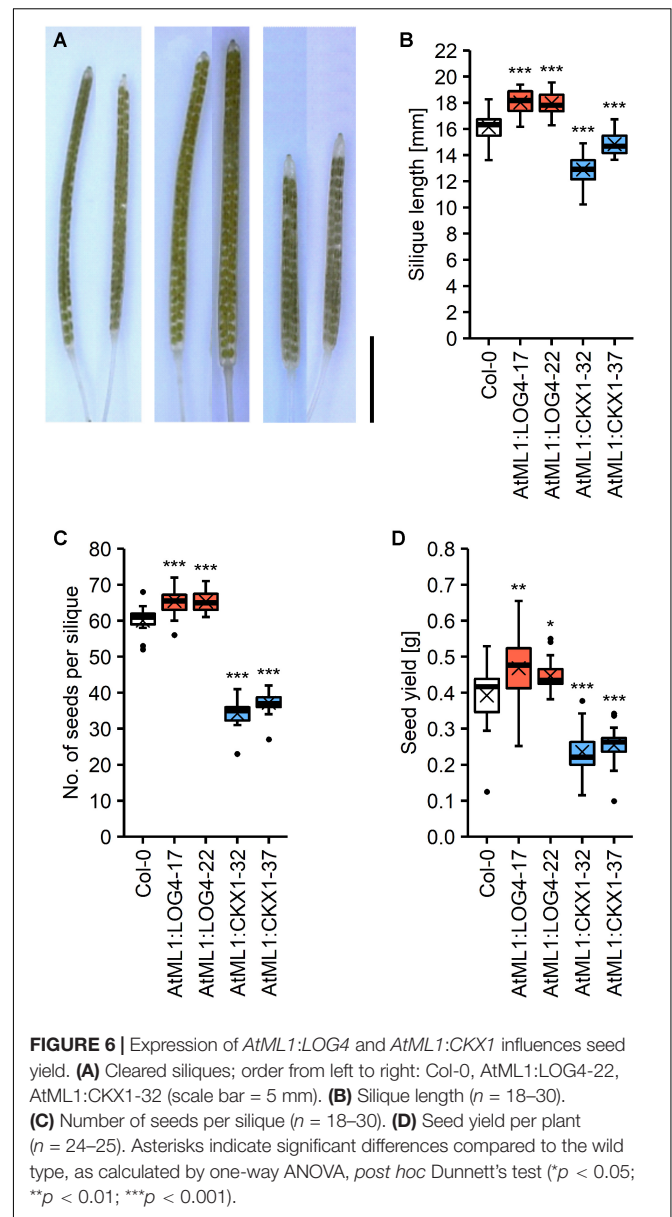 A
B
Silique length [mm]
22
20
18
16
14
12
10
8
6
4
2
0
*** *** *** ***
Col-0
AtML1:LOG4-17
AtML1:LOG4-22
AtML1:CKX1-32
AtML1:CKX1-37
C
No. of seeds per silique
80
70
60
50
40
30
20
10
0
*** *** *** ***
Col-0
AtML1:LOG4-17
AtML1:LOG4-22
AtML1:CKX1-32
AtML1:CKX1-37
D
Seed yield [g]
0.8
0.7
0.6
0.5
0.4
0.3
0.2
0.1
0.0
** * *** ***
Col-0
AtML1:LOG4-17
AtML1:LOG4-22
AtML1:CKX1-32
AtML1:CKX1-37
FIGURE 6 | Expression of AtML1:LOG4 and AtML1:CKX1 influences seed
yield. (A) Cleared siliques; order from left to right: Col-0, AtML1:LOG4-22,
AtML1:CKX1-32 (scale bar = 5 mm). (B) Silique length (n = 18–30).
(C) Number of seeds per silique (n = 18–30). (D) Seed yield per plant
(n = 24–25). Asterisks indicate significant differences compared to the wild
type, as calculated by one-way ANOVA, post hoc Dunnett's test (*p < 0.05;
**p < 0.01; ***p < 0.001).